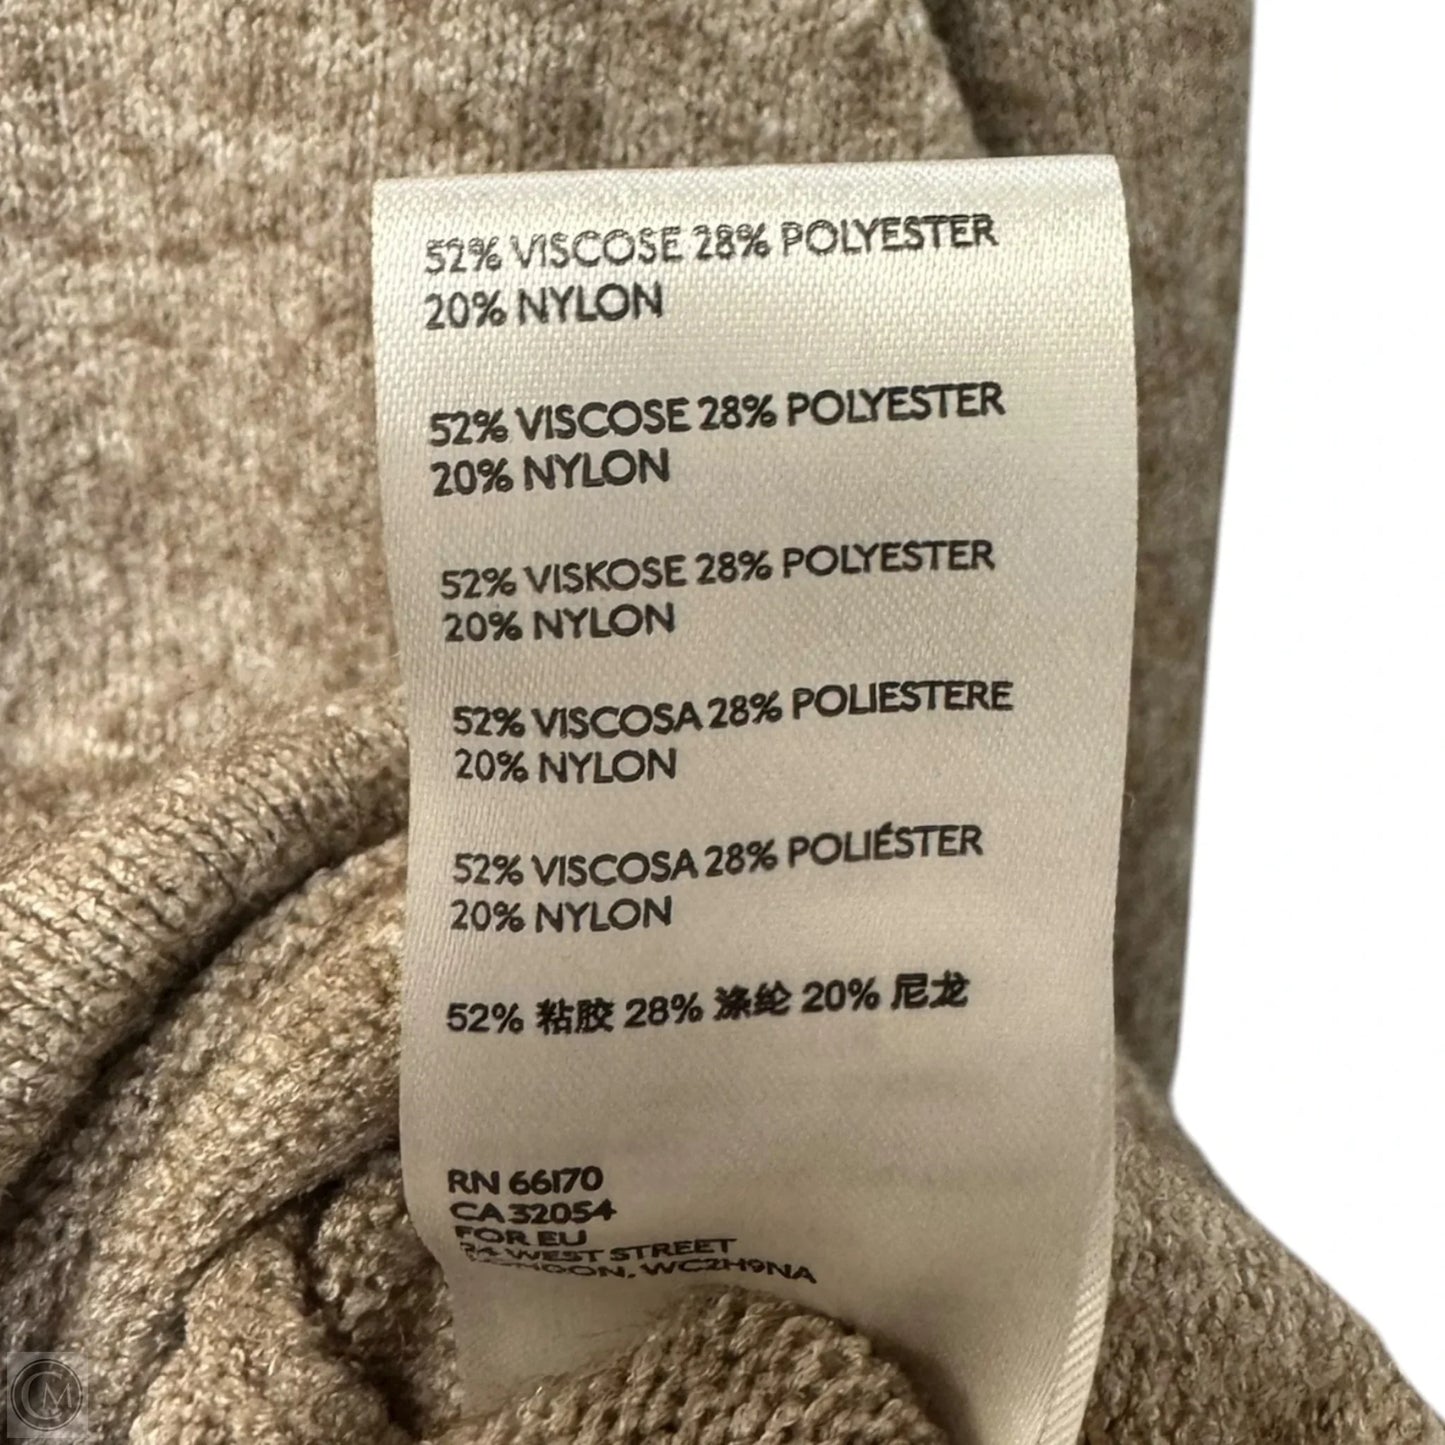 52% VISCOSE 28% POLYESTER
20% NYLON
52% VISCOSE 28% POLYESTER
20% NYLON
52% VISKOSE 28% POLYESTER
20% NYLON
52% VISCOSA 28% POLIESTERE
20% NYLON
52% VISCOSA 28% POLIÉSTER
20% NYLON
52% 粘胶 28% 涤纶 20% 尼龙
RN 66170
CA 32054
FOR EU
34 WEST STREET
LONDON, WC2H9NA